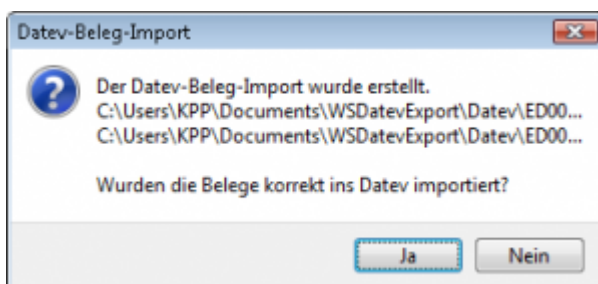 Datev-Beleg-Import
Der Datev-Beleg-Import wurde erstellt.
C:\Users\KPP\Documents\WSDatevExport\Datev\ED00...
C:\Users\KPP\Documents\WSDatevExport\Datev\ED00...
Wurden die Belege korrekt ins Datev importiert?
Ja
Nein